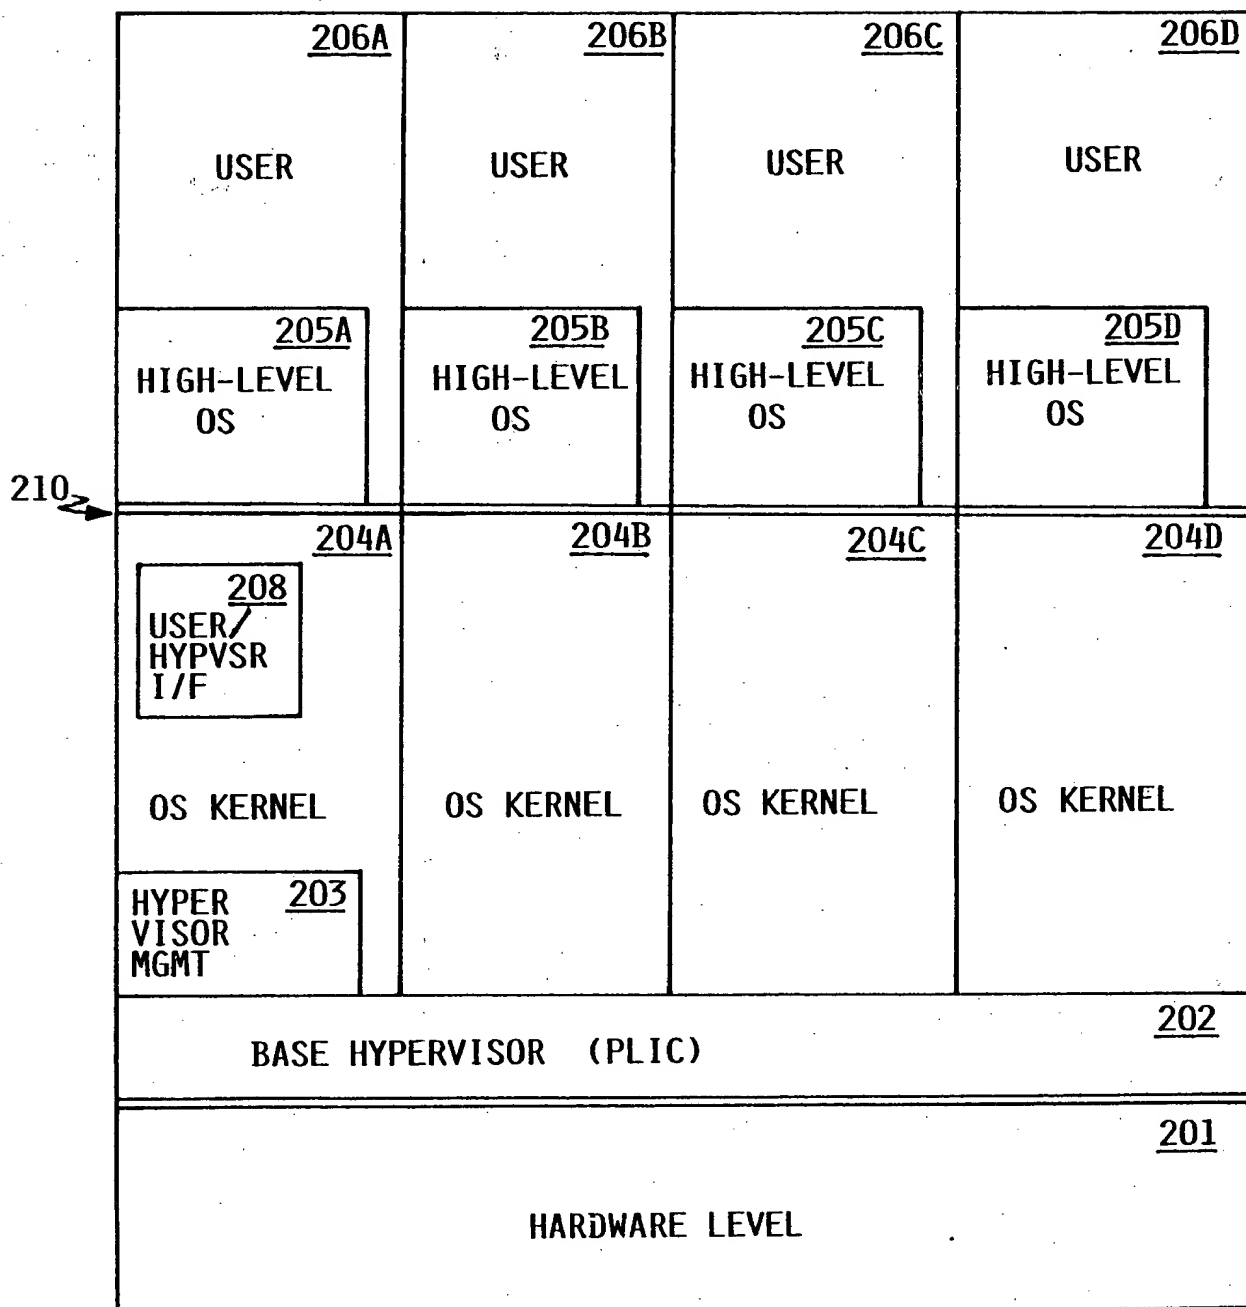 206A 206B 206C 206D
USER USER USER USER
205A 205B 205C 205D
HIGH-LEVEL HIGH-LEVEL HIGH-LEVEL HIGH-LEVEL
OS OS OS OS
210
204A 204B 204C 204D
208
USER/
HYPVSR
I/F
OS KERNEL OS KERNEL OS KERNEL OS KERNEL
HYPER 203
VISOR
MGMT
202
BASE HYPERVISOR (PLIC)
201
HARDWARE LEVEL